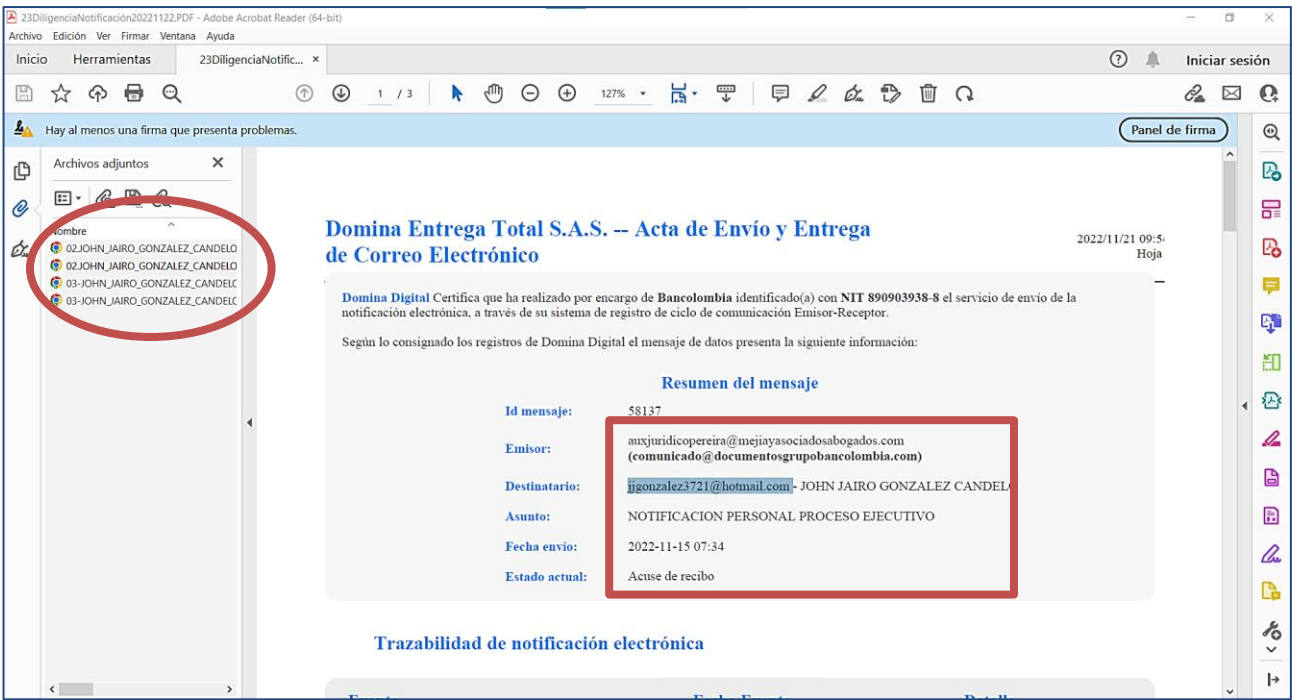 23DiligenciaNotificación20221122.PDF - Adobe Acrobat Reader (64-bit)
Archivo Edición Ver Firmar Ventana Ayuda
Inicio Herramientas 23DiligenciaNotific... × Iniciar sesión
1 / 3 127%
Hay al menos una firma que presenta problemas. Panel de firma
Archivos adjuntos
Nombre
02.JOHN_JAIRO_GONZALEZ_CANDELO
02.JOHN_JAIRO_GONZALEZ_CANDELO
03-JOHN_JAIRO_GONZALEZ_CANDELC
03-JOHN_JAIRO_GONZALEZ_CANDELC
Domina Entrega Total S.A.S. -- Acta de Envío y Entrega
de Correo Electrónico
2022/11/21 09:5
Hoja
Domina Digital Certifica que ha realizado por encargo de Bancolombia identificado(a) con NIT 890903938-8 el servicio de envío de la
notificación electrónica, a través de su sistema de registro de ciclo de comunicación Emisor-Receptor.
Según lo consignado los registros de Domina Digital el mensaje de datos presenta la siguiente información:
Resumen del mensaje
Id mensaje: 58137
Emisor: auxjuridicopereira@mejiayasociadosabogados.com
(comunicado@documentosgrupobancolombia.com)
Destinatario: jjgonzalez3721@hotmail.com - JOHN JAIRO GONZALEZ CANDELO
Asunto: NOTIFICACION PERSONAL PROCESO EJECUTIVO
Fecha envío: 2022-11-15 07:34
Estado actual: Acuse de recibo
Trazabilidad de notificación electrónica